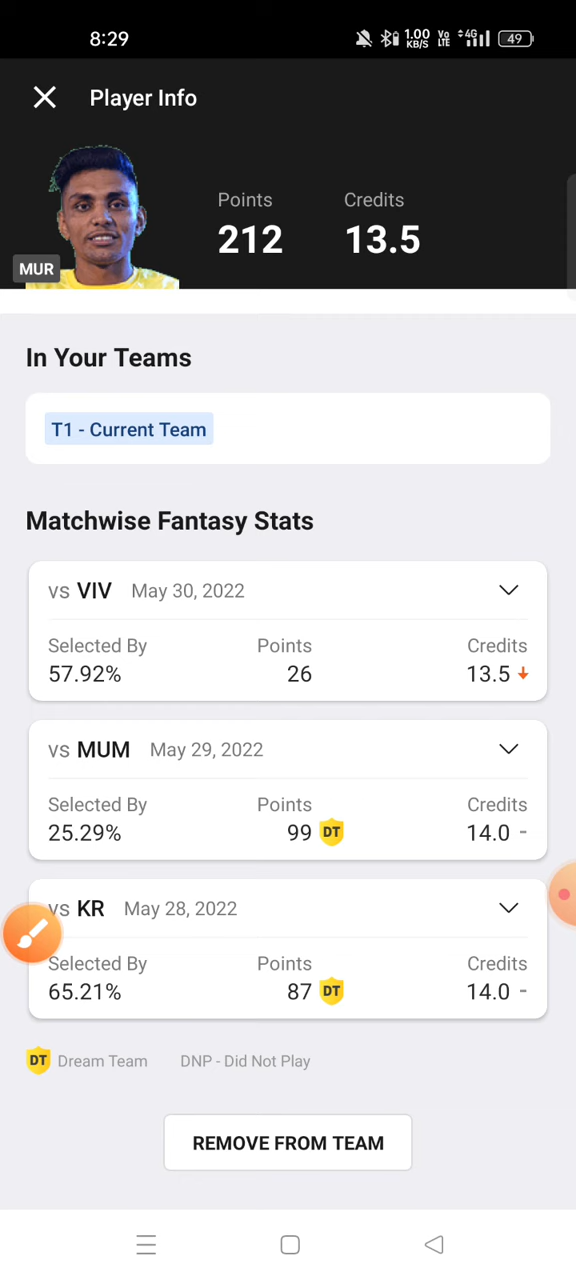 8:29 1.00 KB/S Vo LTE 4G 49
Player Info
Points Credits
212 13.5
MUR
In Your Teams
T1 - Current Team
Matchwise Fantasy Stats
vs VIV May 30, 2022
Selected By Points Credits
57.92% 26 13.5
vs MUM May 29, 2022
Selected By Points Credits
25.29% 99 DT 14.0 -
vs KR May 28, 2022
Selected By Points Credits
65.21% 87 DT 14.0 -
DT Dream Team DNP - Did Not Play
REMOVE FROM TEAM